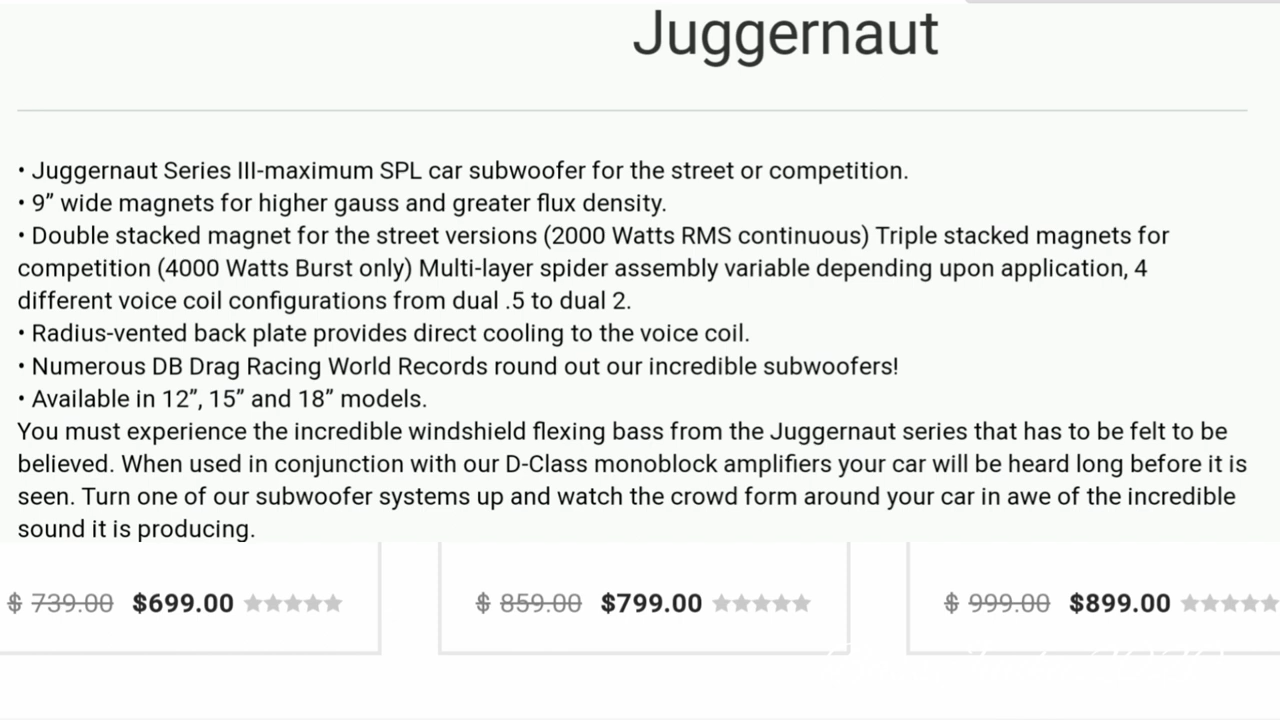 Juggernaut
• Juggernaut Series III-maximum SPL car subwoofer for the street or competition.
• 9” wide magnets for higher gauss and greater flux density.
• Double stacked magnet for the street versions (2000 Watts RMS continuous) Triple stacked magnets for
competition (4000 Watts Burst only) Multi-layer spider assembly variable depending upon application, 4
different voice coil configurations from dual .5 to dual 2.
• Radius-vented back plate provides direct cooling to the voice coil.
• Numerous DB Drag Racing World Records round out our incredible subwoofers!
• Available in 12”, 15” and 18” models.
You must experience the incredible windshield flexing bass from the Juggernaut series that has to be felt to be
believed. When used in conjunction with our D-Class monoblock amplifiers your car will be heard long before it is
seen. Turn one of our subwoofer systems up and watch the crowd form around your car in awe of the incredible
sound it is producing.
$ 739.00 $699.00 $ 859.00 $799.00 $ 999.00 $899.00